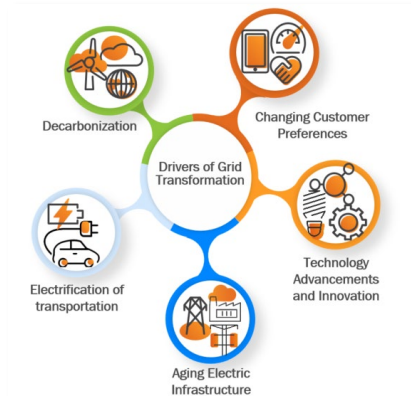 Decarbonization
Changing Customer
Preferences
Drivers of Grid
Transformation
Electrification of
transportation
Technology
Advancements
and Innovation
Aging Electric
Infrastructure